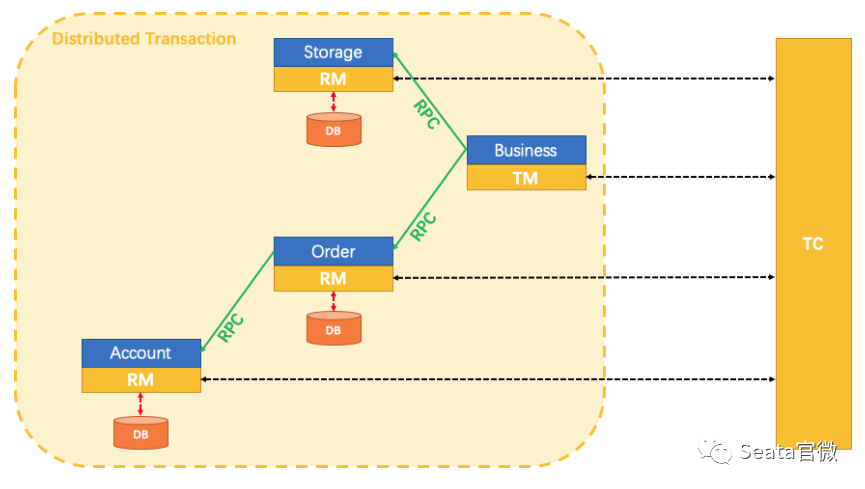 Distributed Transaction
Storage
RM
DB
RPC
Business
TM
RPC
Order
RM
DB
RPC
Account
RM
DB
TC
Seata官微